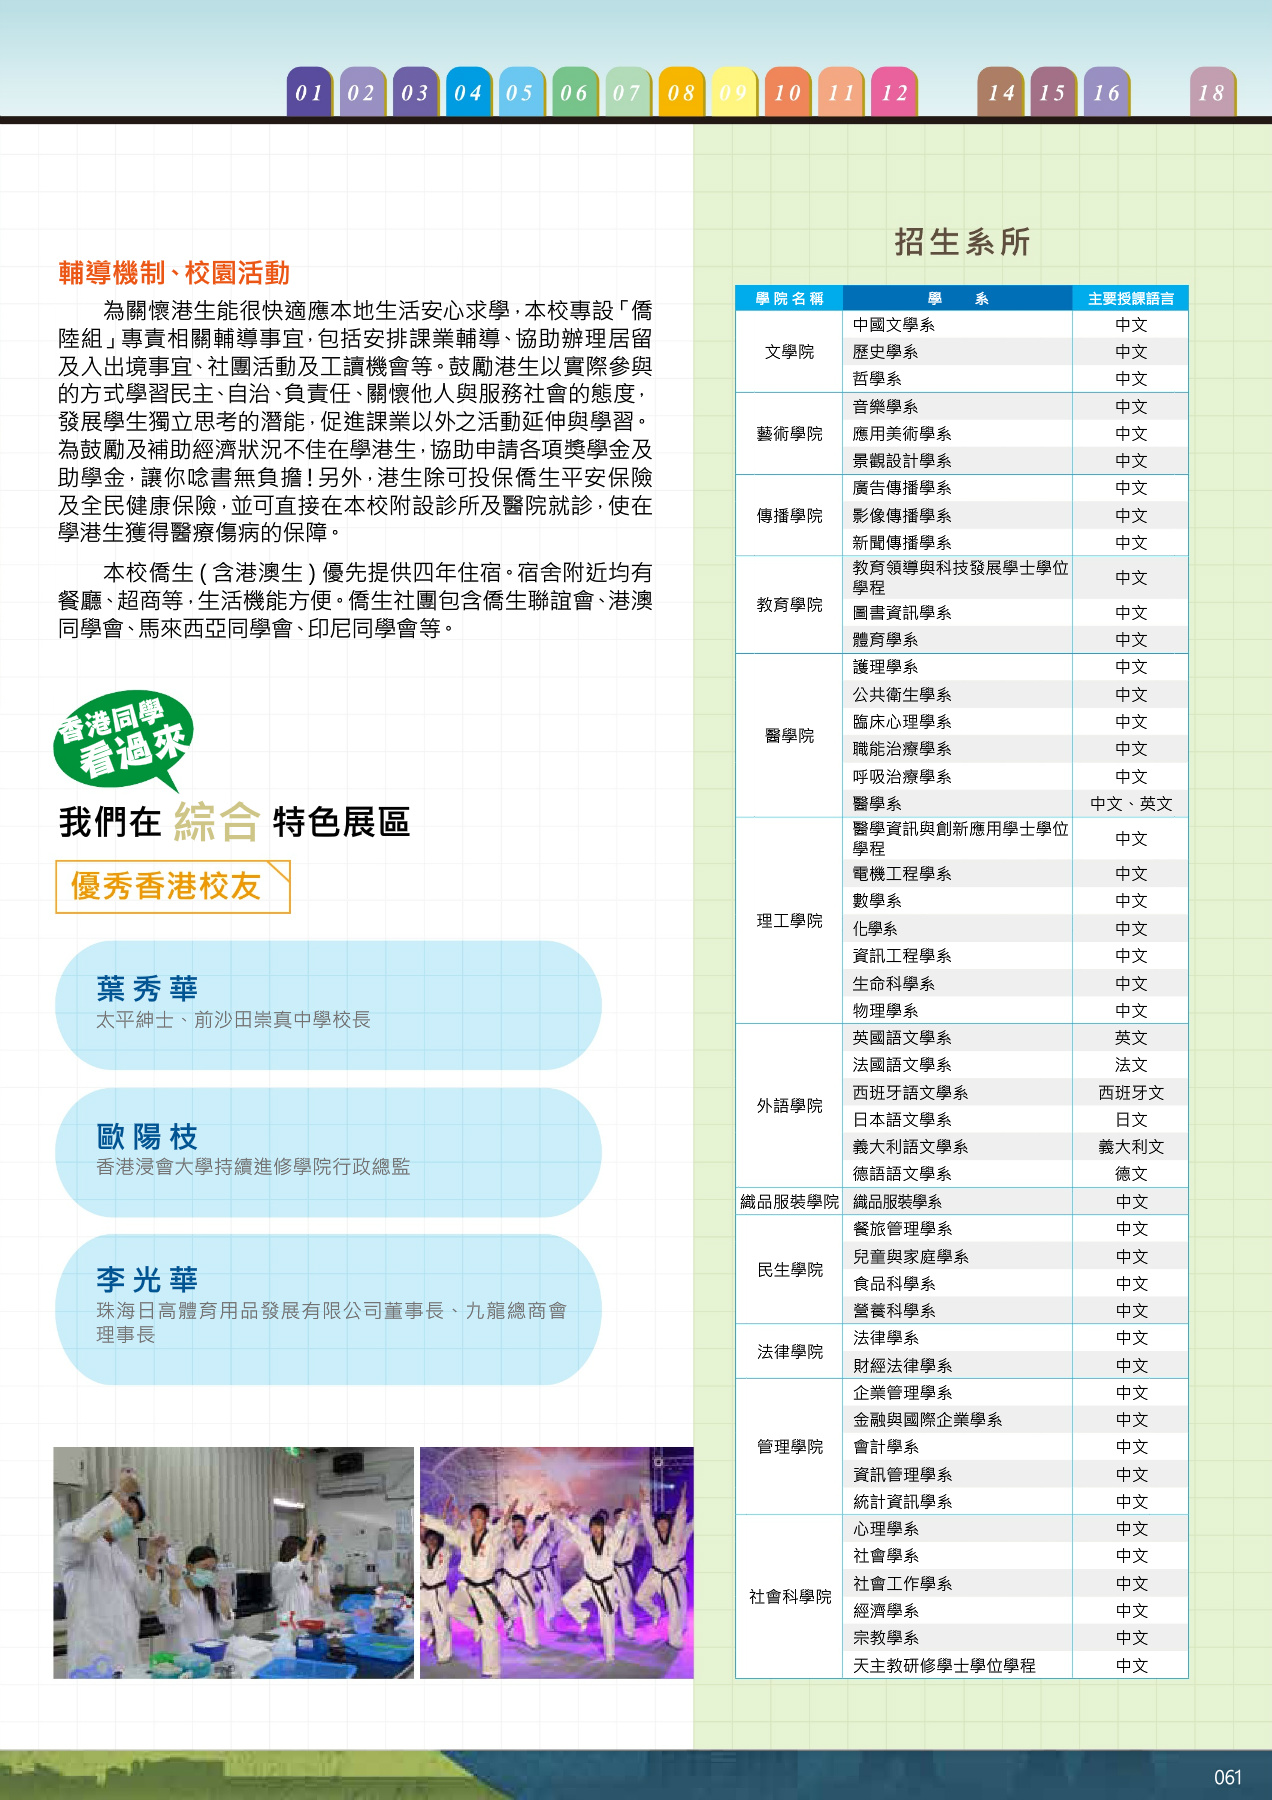 01 02 03 04 05 06 07 08 09 10 11 12 14 15 16 18
輔導機制、校園活動
為關懷港生能很快適應本地生活安心求學，本校專設「僑
陸組」專責相關輔導事宜，包括安排課業輔導、協助辦理居留
及入出境事宜、社團活動及工讀機會等。鼓勵港生以實際參與
的方式學習民主、自治、負責任、關懷他人與服務社會的態度，
發展學生獨立思考的潛能，促進課業以外之活動延伸與學習。
為鼓勵及補助經濟狀況不佳在學港生，協助申請各項獎學金及
助學金，讓你唸書無負擔！另外，港生除可投保僑生平安保險
及全民健康保險，並可直接在本校附設診所及醫院就診，使在
學港生獲得醫療傷病的保障。
本校僑生 ( 含港澳生 ) 優先提供四年住宿。宿舍附近均有
餐廳、超商等，生活機能方便。僑生社團包含僑生聯誼會、港澳
同學會、馬來西亞同學會、印尼同學會等。
香港同學
看過來
我們在 綜合 特色展區
優秀香港校友
葉秀華
太平紳士、前沙田崇真中學校長
歐陽枝
香港浸會大學持續進修學院行政總監
李光華
珠海日高體育用品發展有限公司董事長、九龍總商會
理事長
招生系所
學院名稱 學系 主要授課語言
文學院
中國文學系 中文
歷史學系 中文
哲學系 中文
藝術學院
音樂學系 中文
應用美術學系 中文
景觀設計學系 中文
傳播學院
廣告傳播學系 中文
影像傳播學系 中文
新聞傳播學系 中文
教育學院
教育領導與科技發展學士學位
學程 中文
圖書資訊學系 中文
體育學系 中文
醫學院
護理學系 中文
公共衛生學系 中文
臨床心理學系 中文
職能治療學系 中文
呼吸治療學系 中文
醫學系 中文、英文
理工學院
醫學資訊與創新應用學士學位
學程 中文
電機工程學系 中文
數學系 中文
化學系 中文
資訊工程學系 中文
生命科學系 中文
物理學系 中文
外語學院
英國語文學系 英文
法國語文學系 法文
西班牙語文學系 西班牙文
日本語文學系 日文
義大利語文學系 義大利文
德語語文學系 德文
織品服裝學院 織品服裝學系 中文
民生學院
餐旅管理學系 中文
兒童與家庭學系 中文
食品科學系 中文
營養科學系 中文
法律學院
法律學系 中文
財經法律學系 中文
管理學院
企業管理學系 中文
金融與國際企業學系 中文
會計學系 中文
資訊管理學系 中文
統計資訊學系 中文
社會科學院
心理學系 中文
社會學系 中文
社會工作學系 中文
經濟學系 中文
宗教學系 中文
天主教研修學士學位學程 中文
061